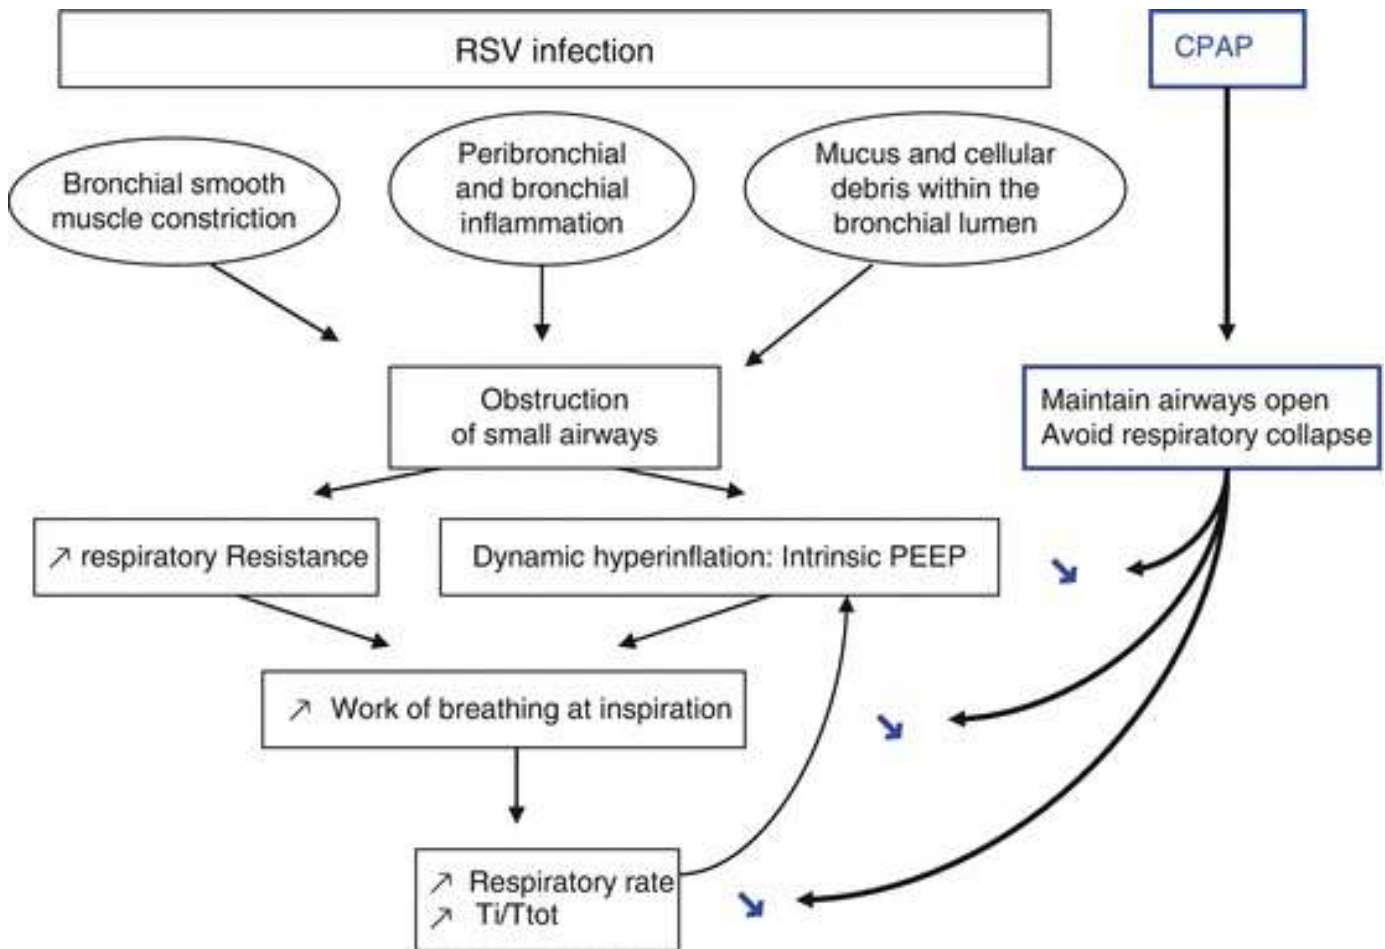 RSV infection
CPAP
Bronchial smooth
muscle constriction
Peribronchial
and bronchial
inflammation
Mucus and cellular
debris within the
bronchial lumen
Obstruction
of small airways
Maintain airways open
Avoid respiratory collapse
↗ respiratory Resistance
Dynamic hyperinflation: Intrinsic PEEP
↗ Work of breathing at inspiration
↗ Respiratory rate
↗ Ti/Ttot